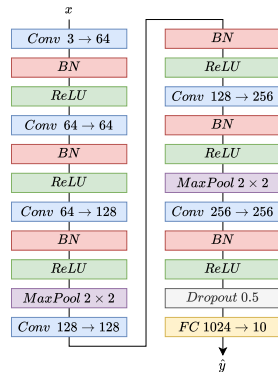 x
Conv 3 → 64
BN
ReLU
Conv 64 → 64
BN
ReLU
Conv 64 → 128
BN
ReLU
MaxPool 2 × 2
Conv 128 → 128
BN
ReLU
Conv 128 → 256
BN
ReLU
MaxPool 2 × 2
Conv 256 → 256
BN
ReLU
Dropout 0.5
FC 1024 → 10
ŷ